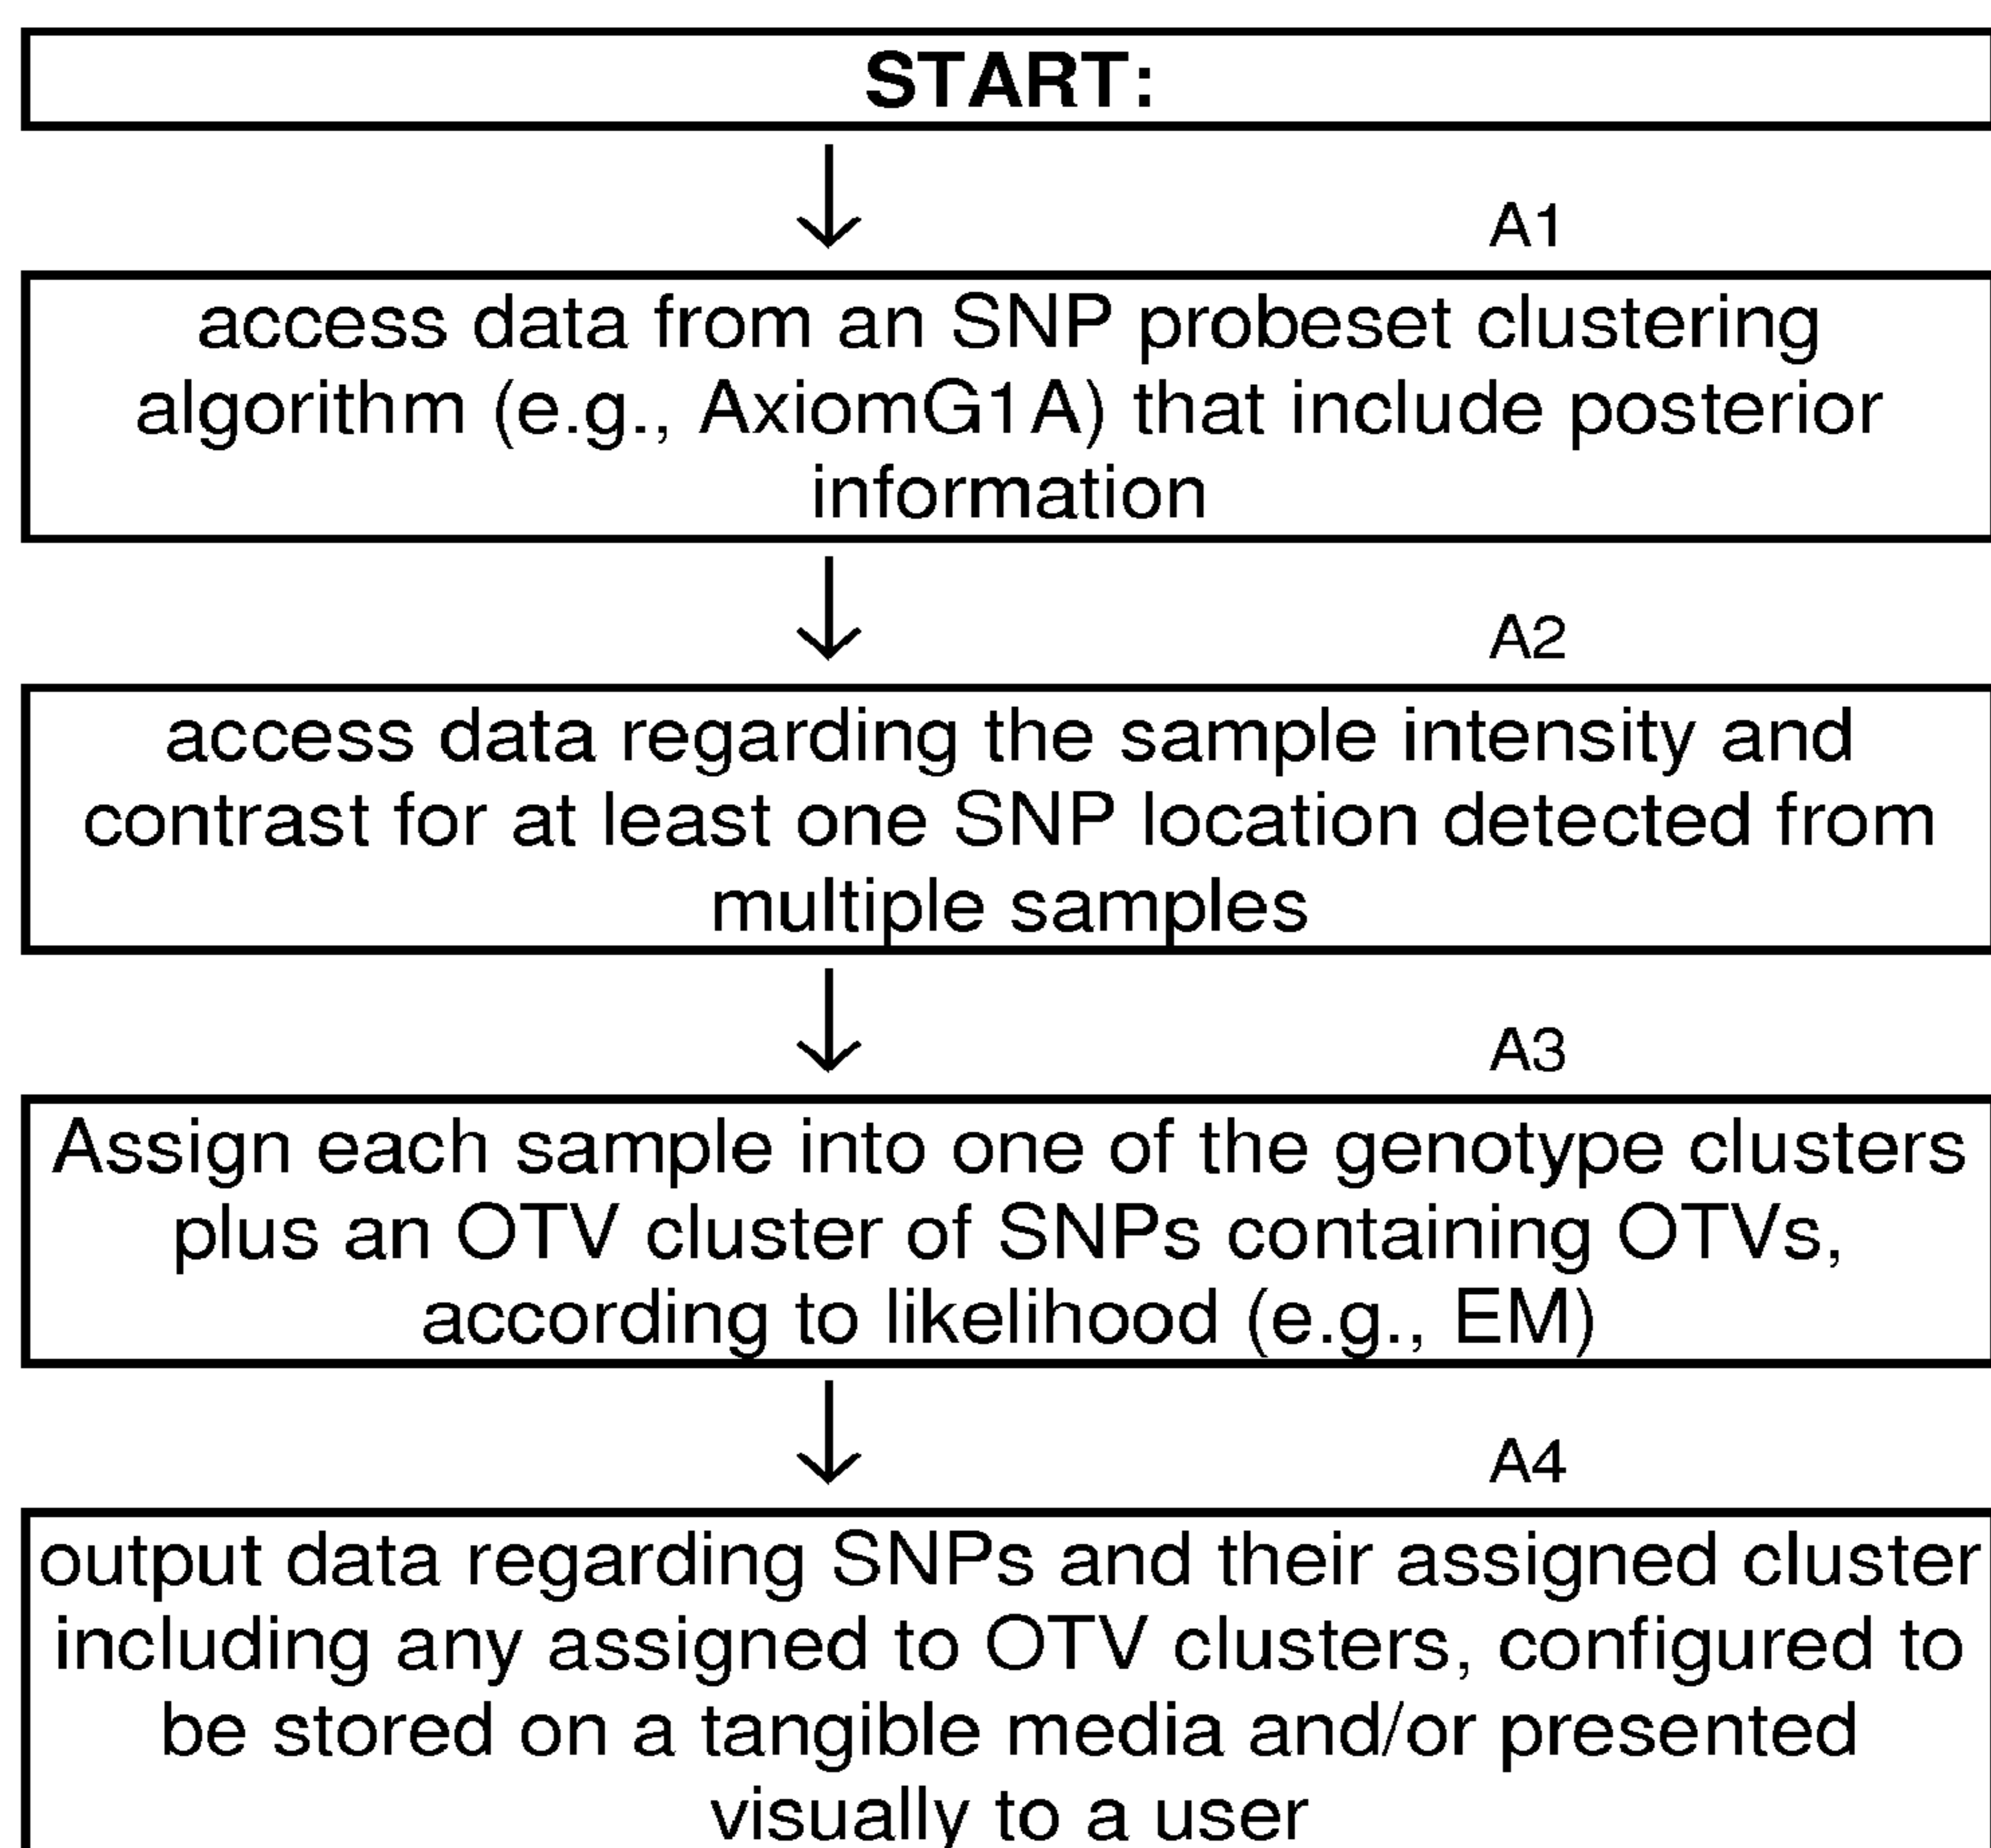 START:
A1
access data from an SNP probeset clustering
algorithm (e.g., AxiomG1A) that include posterior
information
A2
access data regarding the sample intensity and
contrast for at least one SNP location detected from
multiple samples
A3
Assign each sample into one of the genotype clusters
plus an OTV cluster of SNPs containing OTVs,
according to likelihood (e.g., EM)
A4
output data regarding SNPs and their assigned cluster
including any assigned to OTV clusters, configured to
be stored on a tangible media and/or presented
visually to a user